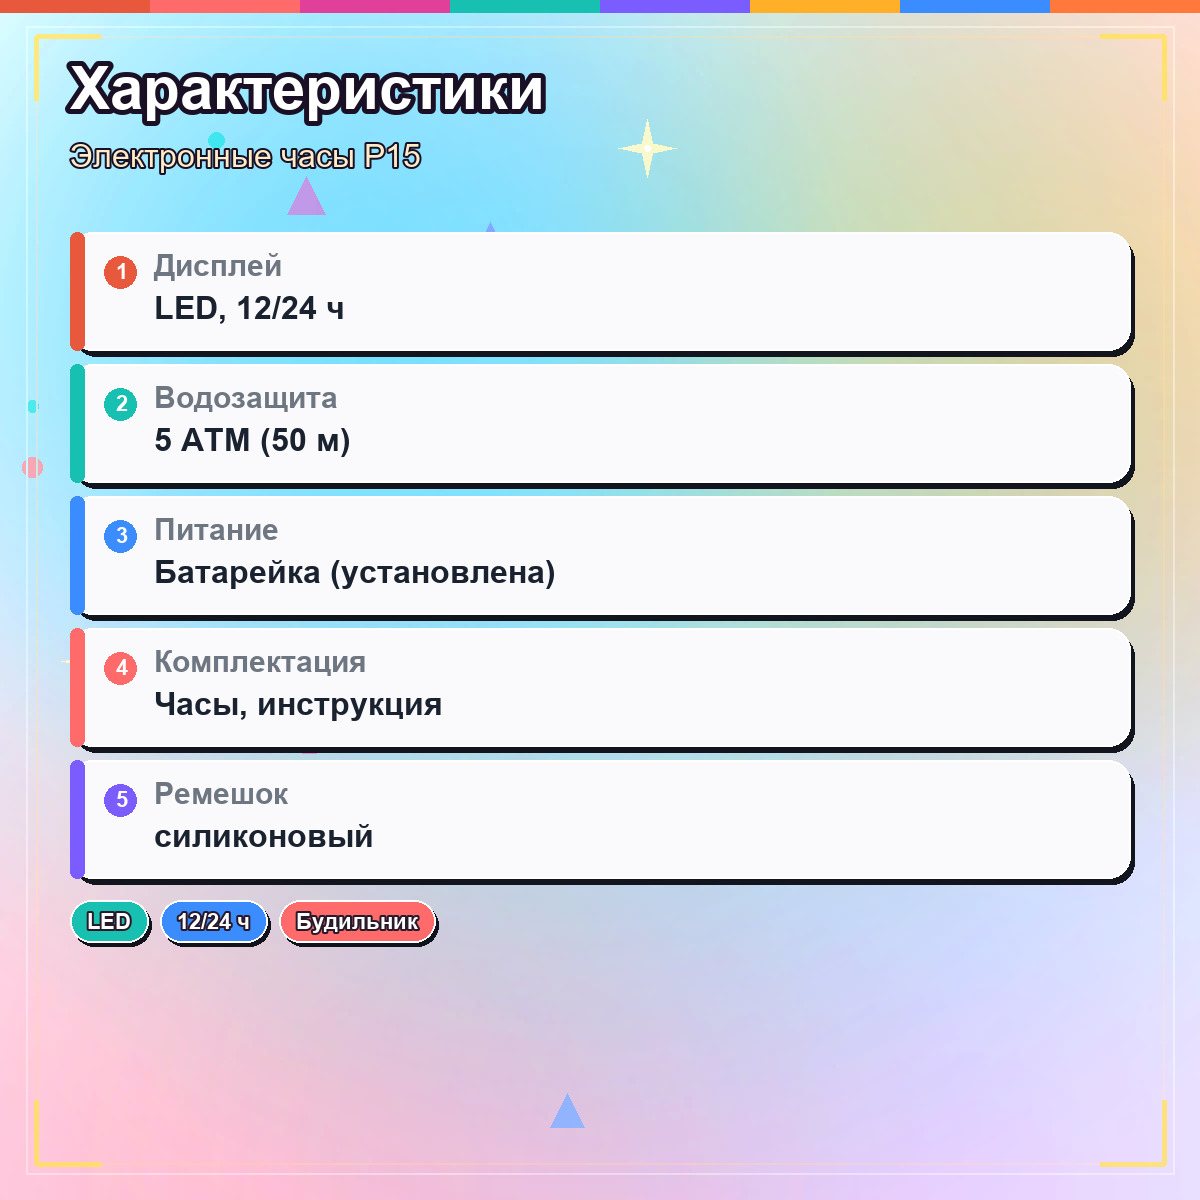 Характеристики
Электронные часы P15
1 Дисплей
LED, 12/24 ч
2 Водозащита
5 ATM (50 м)
3 Питание
Батарейка (установлена)
4 Комплектация
Часы, инструкция
5 Ремешок
силиконовый
LED 12/24 ч Будильник